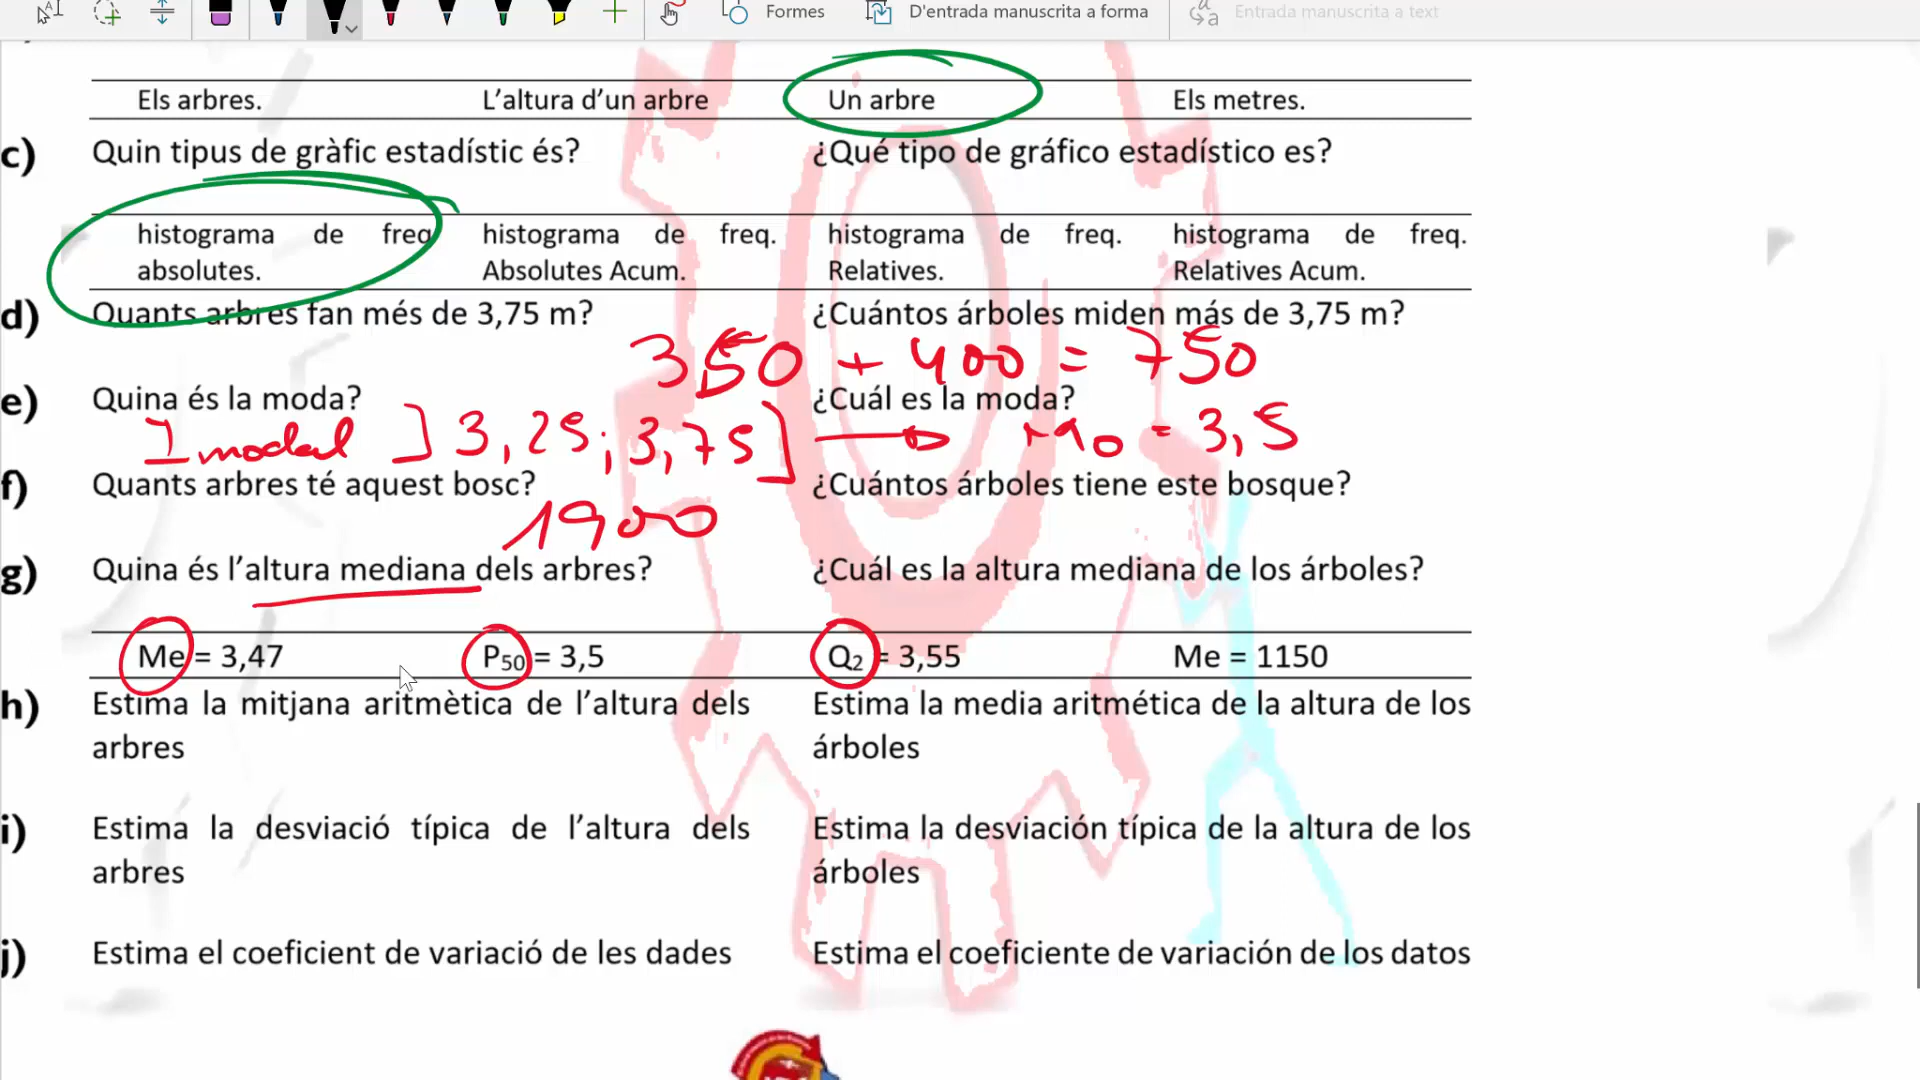 Formes D'entrada manuscrita a forma Entrada manuscrita a text
Els arbres. L'altura d'un arbre Un arbre Els metres.
c) Quin tipus de gràfic estadístic és? ¿Qué tipo de gráfico estadístico es?
histograma de freq histograma de freq. histograma de freq. histograma de freq.
absolutes. Absolutes Acum. Relatives. Relatives Acum.
d) Quants arbres fan més de 3,75 m? ¿Cuántos árboles miden más de 3,75 m?
350 + 400 = 750
e) Quina és la moda? ¿Cuál es la moda?
I modal ] 3,25 ; 3,75 ] → Mo = 3,5
f) Quants arbres té aquest bosc? ¿Cuántos árboles tiene este bosque?
1900
g) Quina és l'altura mediana dels arbres? ¿Cuál es la altura mediana de los árboles?
Me = 3,47 P50 = 3,5 Q2 = 3,55 Me = 1150
h) Estima la mitjana aritmètica de l'altura dels Estima la media aritmética de la altura de los
arbres árboles
i) Estima la desviació típica de l'altura dels Estima la desviación típica de la altura de los
arbres árboles
j) Estima el coeficient de variació de les dades Estima el coeficiente de variación de los datos